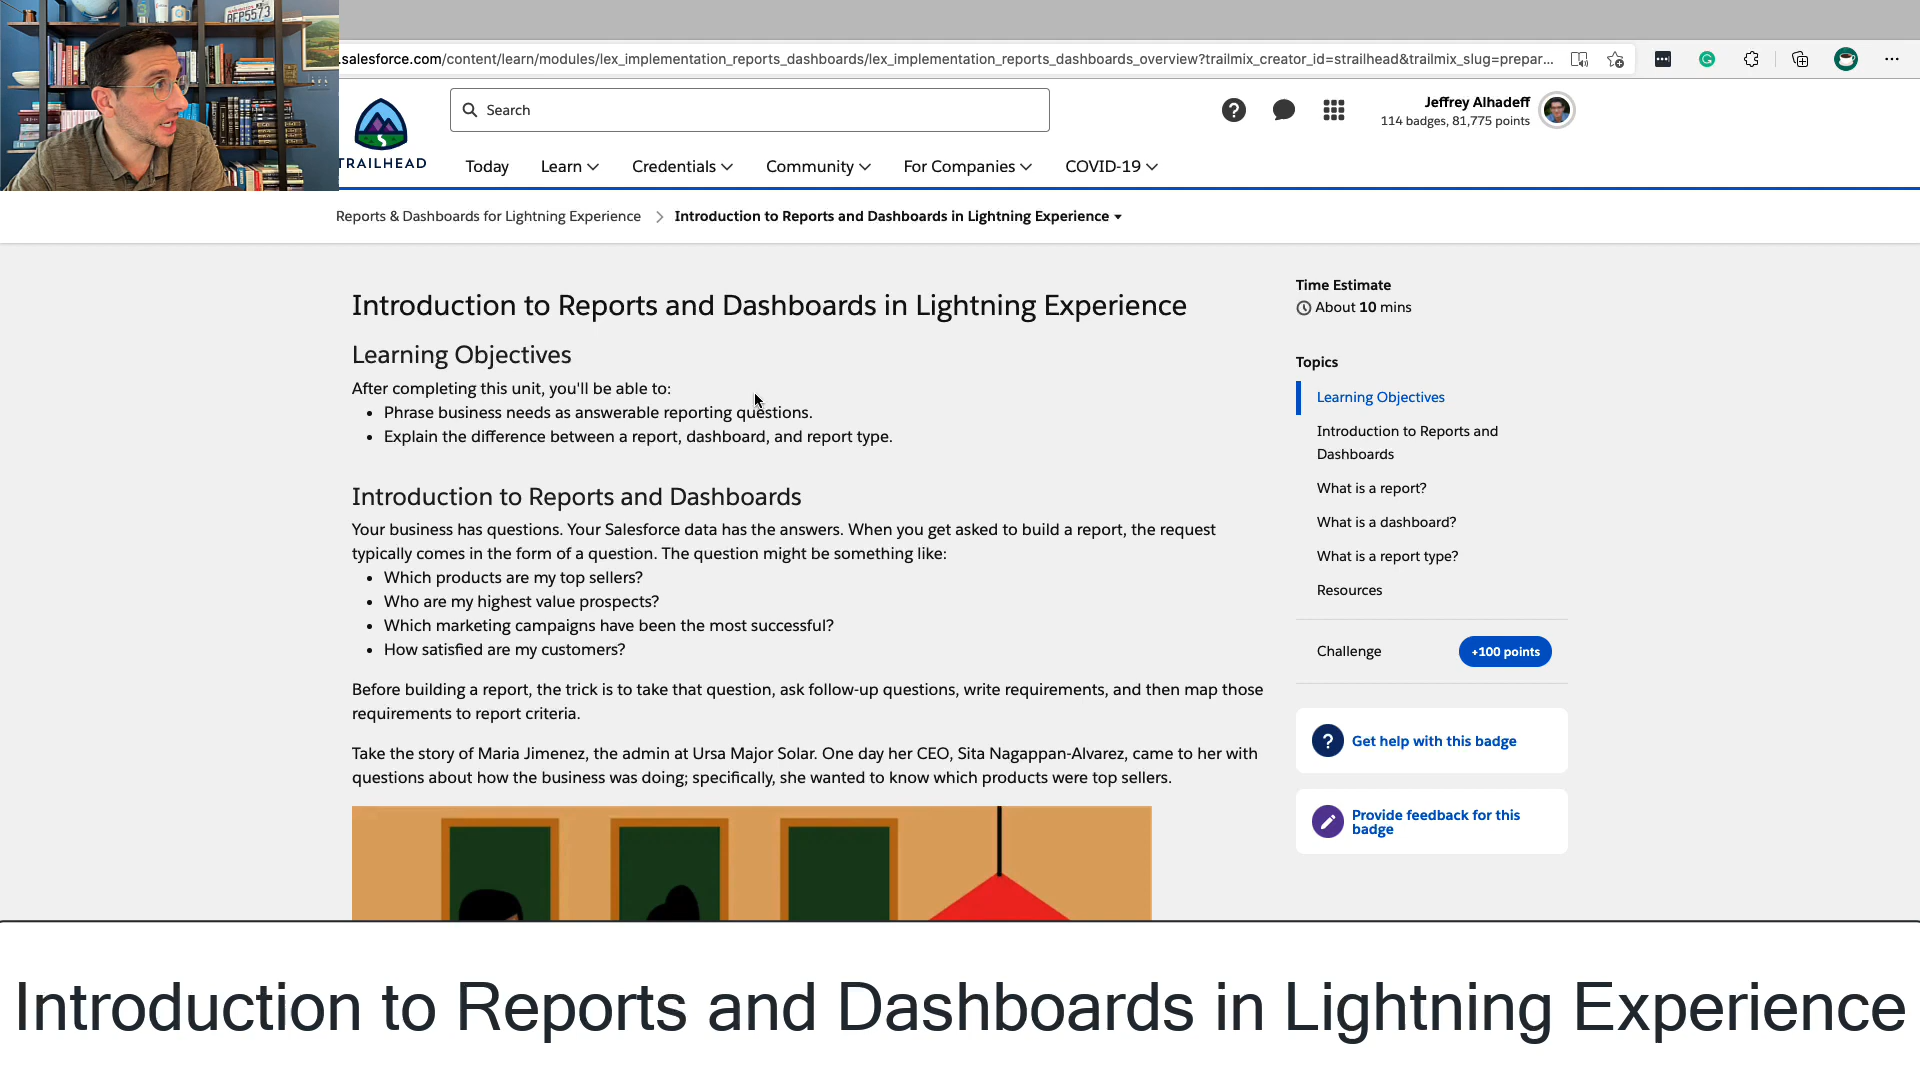 BEP5573
.salesforce.com/content/learn/modules/lex_implementation_reports_dashboards/lex_implementation_reports_dashboards_overview?trailmix_creator_id=strailhead&trailmix_slug=prepar...
Search
Jeffrey Alhadeff
114 badges, 81,775 points
TRAILHEAD
Today Learn Credentials Community For Companies COVID-19
Reports & Dashboards for Lightning Experience Introduction to Reports and Dashboards in Lightning Experience
Introduction to Reports and Dashboards in Lightning Experience
Learning Objectives
After completing this unit, you'll be able to:
• Phrase business needs as answerable reporting questions.
• Explain the difference between a report, dashboard, and report type.
Introduction to Reports and Dashboards
Your business has questions. Your Salesforce data has the answers. When you get asked to build a report, the request
typically comes in the form of a question. The question might be something like:
• Which products are my top sellers?
• Who are my highest value prospects?
• Which marketing campaigns have been the most successful?
• How satisfied are my customers?
Before building a report, the trick is to take that question, ask follow-up questions, write requirements, and then map those
requirements to report criteria.
Take the story of Maria Jimenez, the admin at Ursa Major Solar. One day her CEO, Sita Nagappan-Alvarez, came to her with
questions about how the business was doing; specifically, she wanted to know which products were top sellers.
Time Estimate
About 10 mins
Topics
Learning Objectives
Introduction to Reports and
Dashboards
What is a report?
What is a dashboard?
What is a report type?
Resources
Challenge +100 points
Get help with this badge
Provide feedback for this
badge
Introduction to Reports and Dashboards in Lightning Experience